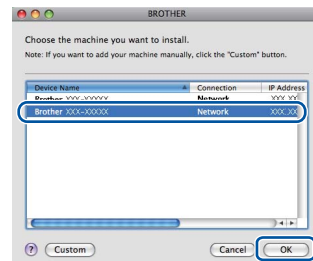 BROTHER
Choose the machine you want to install.
Note: If you want to add your machine manually, click the "Custom" button.
Device Name Connection IP Address
Brother XXX-XXXXX Network XXX.XX
Brother XXX-XXXXX Network XXX.XX
? Custom Cancel OK